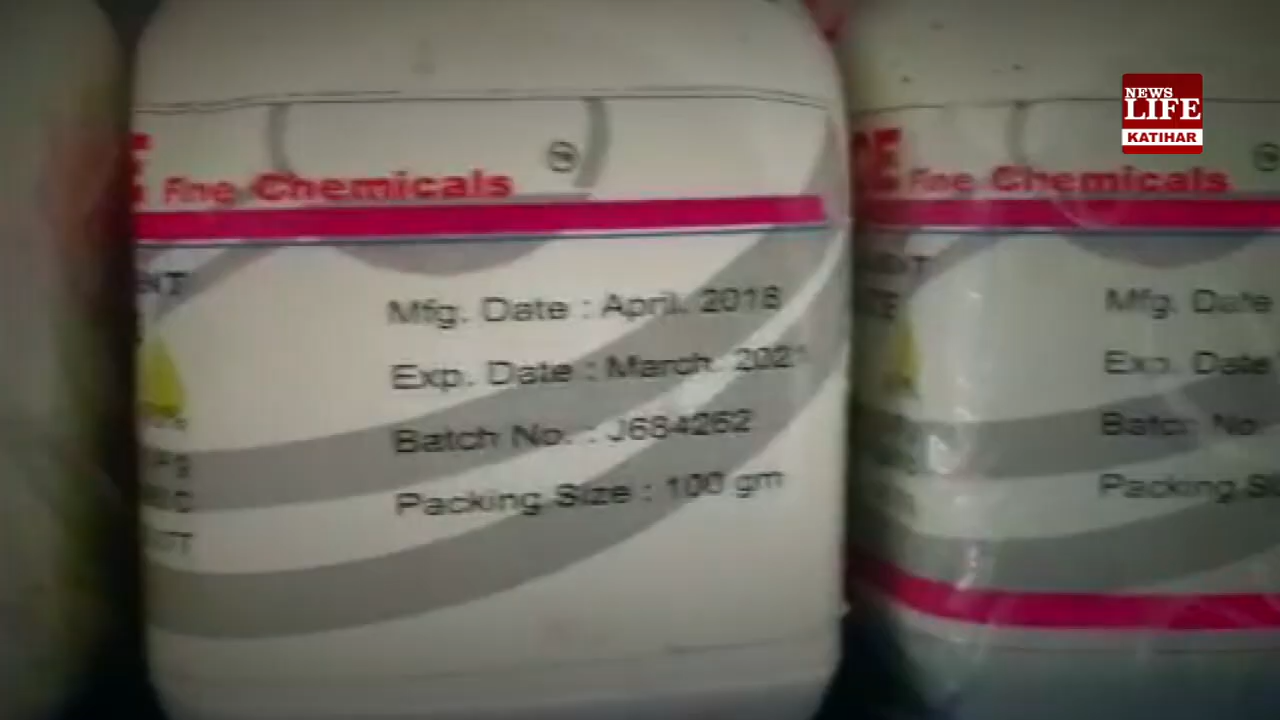 NEWS
LIFE
KATIHAR
E Fine Chemicals
Mfg. Date : April. 2018
Exp. Date : March. 2021
Batch No. : J684262
Packing Size : 100 gm
E Fine Chemicals
Mfg. Date
Exp. Date
Batch No
Packing Si